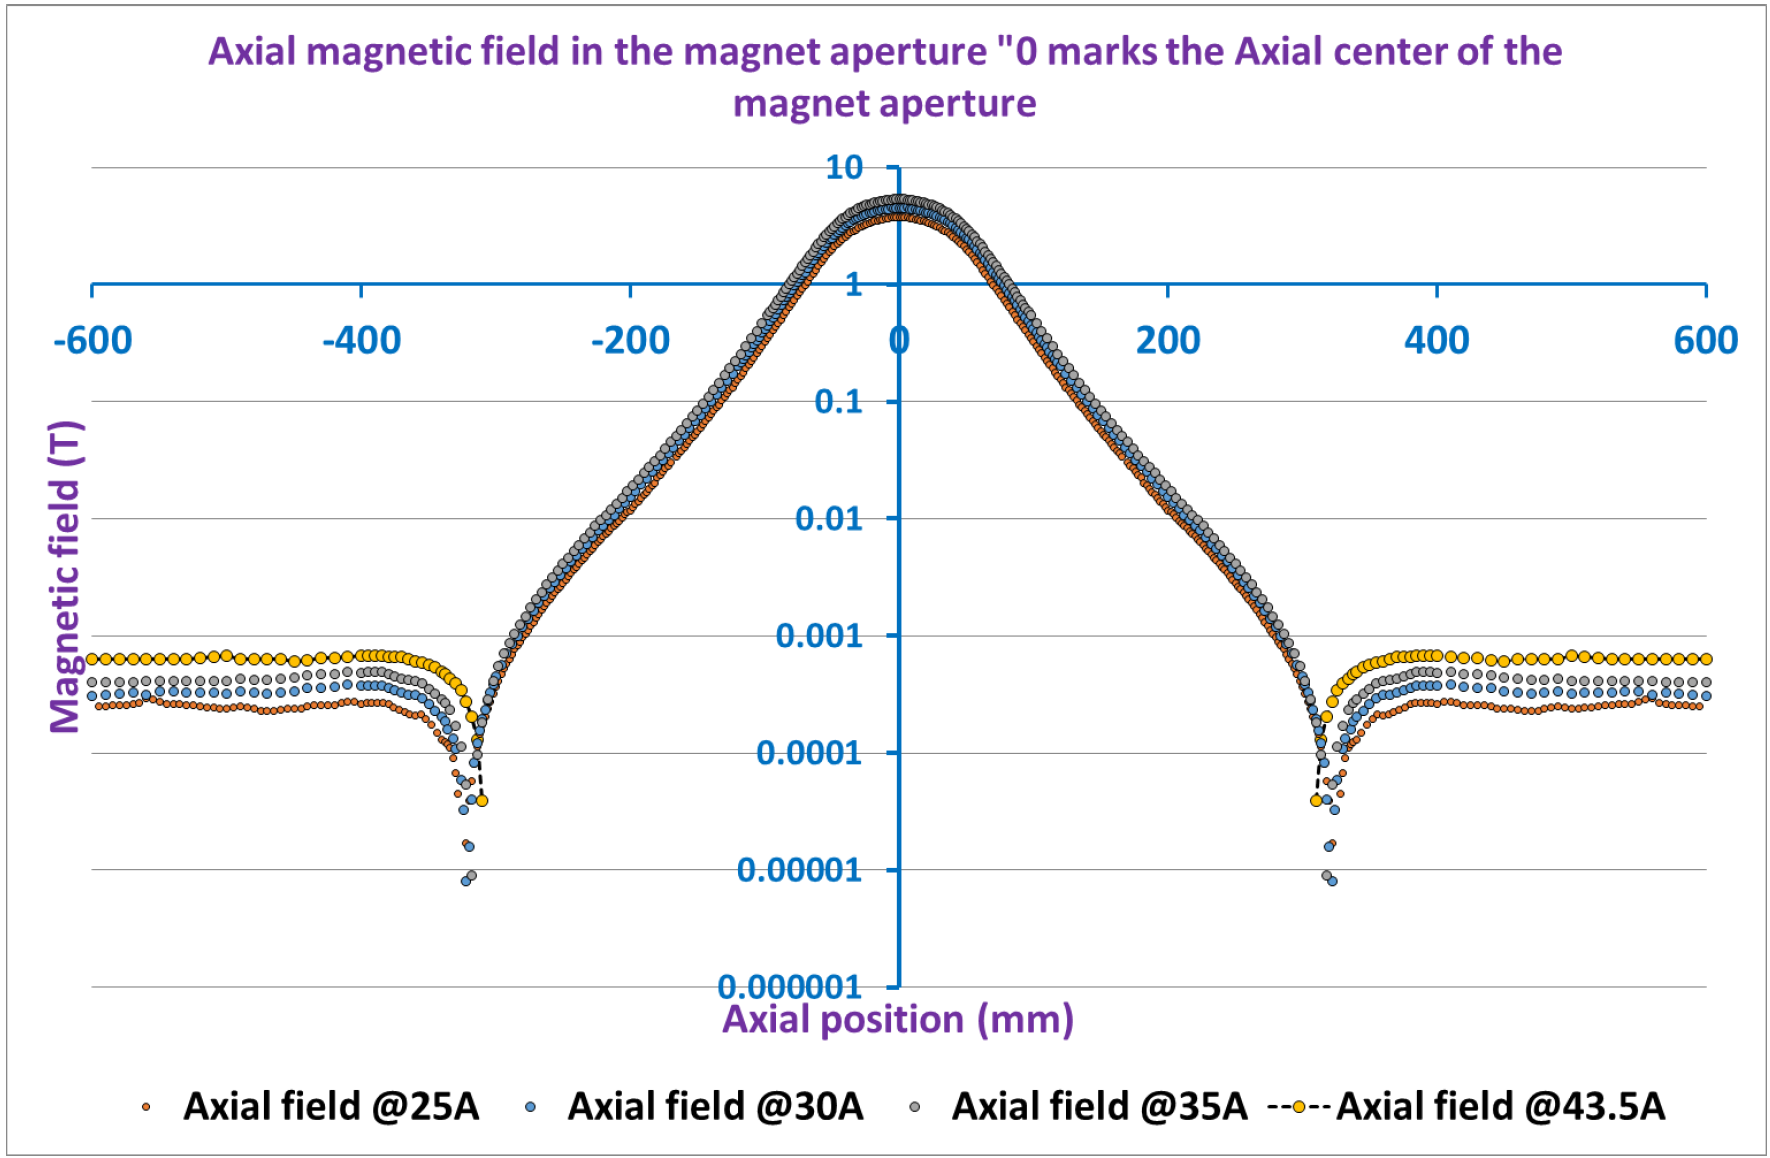 Axial magnetic field in the magnet aperture "0 marks the Axial center of the
magnet aperture
10
1
-600 -400 -200 0 200 400 600
0.1
0.01
0.001
0.0001
0.00001
0.000001
Magnetic field (T)
Axial position (mm)
Axial field @25A Axial field @30A Axial field @35A Axial field @43.5A